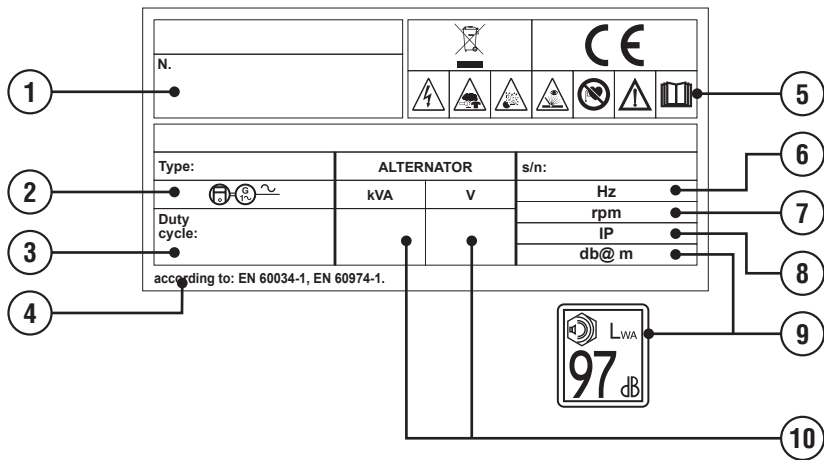 N.
CE
1
5
Type:
ALTERNATOR
s/n:
6
2
G
1~
kVA
V
Hz
7
rpm
3
Duty
cycle:
IP
8
db@ m
4
according to: EN 60034-1, EN 60974-1.
LWA
9
97 dB
10